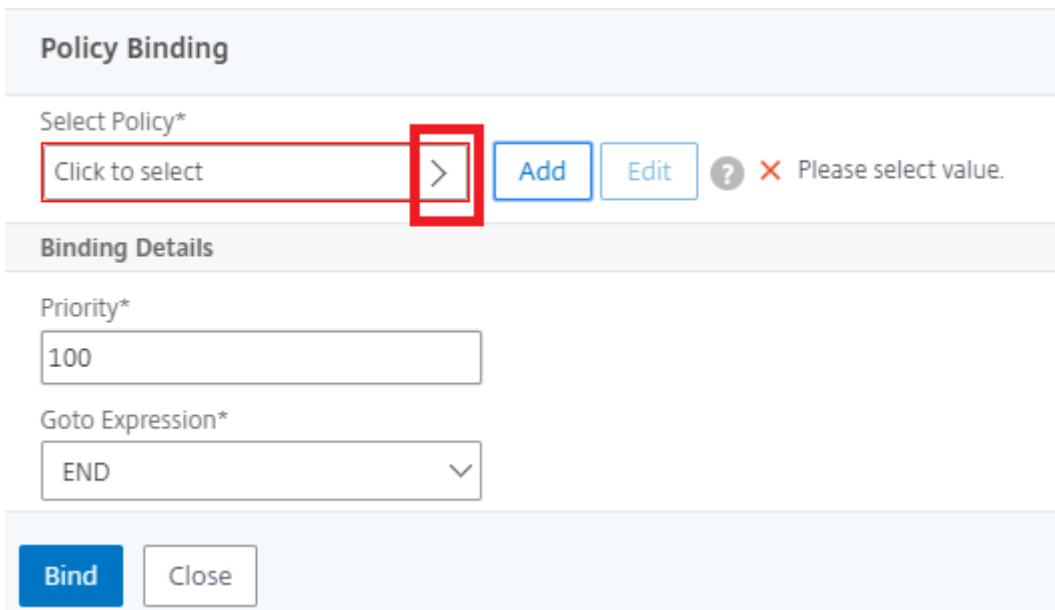 Policy Binding
Select Policy*
Click to select Add Edit ? Please select value.
Binding Details
Priority*
100
Goto Expression*
END
Bind Close